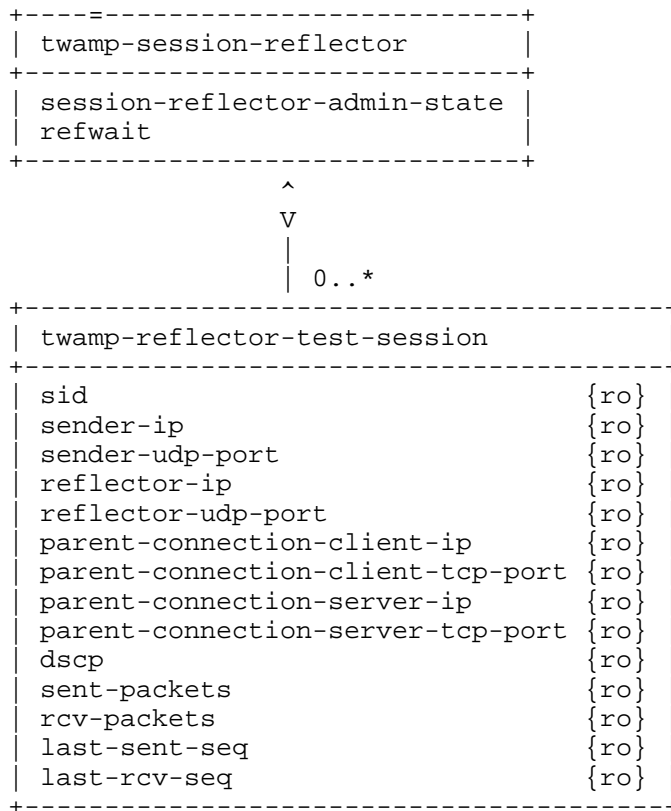 +----=--------------------------+
| twamp-session-reflector       |
+-------------------------------+
| session-reflector-admin-state |
| refwait                       |
+-------------------------------+
                 ^
                 V
                 |
                 | 0..*
+----------------------------------------
| twamp-reflector-test-session          |
+----------------------------------------
| sid                               {ro} |
| sender-ip                         {ro} |
| sender-udp-port                   {ro} |
| reflector-ip                      {ro} |
| reflector-udp-port                {ro} |
| parent-connection-client-ip       {ro} |
| parent-connection-client-tcp-port {ro} |
| parent-connection-server-ip       {ro} |
| parent-connection-server-tcp-port {ro} |
| dscp                              {ro} |
| sent-packets                      {ro} |
| rcv-packets                       {ro} |
| last-sent-seq                     {ro} |
| last-rcv-seq                      {ro} |
+----------------------------------------